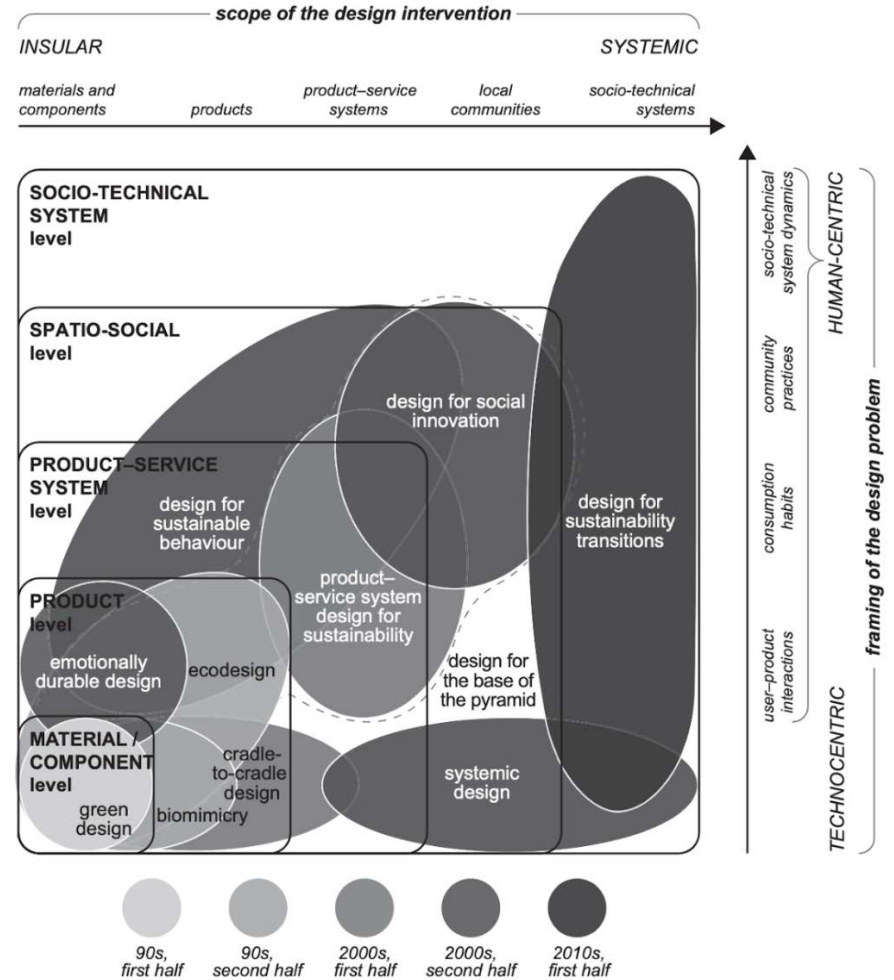 scope of the design intervention
INSULAR
SYSTEMIC
materials and
components
products
product–service
systems
local
communities
socio-technical
systems
SOCIO-TECHNICAL
SYSTEM
level
SPATIO-SOCIAL
level
PRODUCT–SERVICE
SYSTEM
level
PRODUCT
level
MATERIAL /
COMPONENT
level
design for social
innovation
design for
sustainable
behaviour
design for
sustainability
transitions
product–
service system
design for
sustainability
emotionally
durable design
ecodesign
design for
the base of
the pyramid
cradle-
to-cradle
design
systemic
design
green
design
biomimicry
socio-technical
system dynamics
community
practices
consumption
habits
user–product
interactions
HUMAN-CENTRIC
TECHNOCENTRIC
framing of the design problem
90s,
first half
90s,
second half
2000s,
first half
2000s,
second half
2010s,
first half